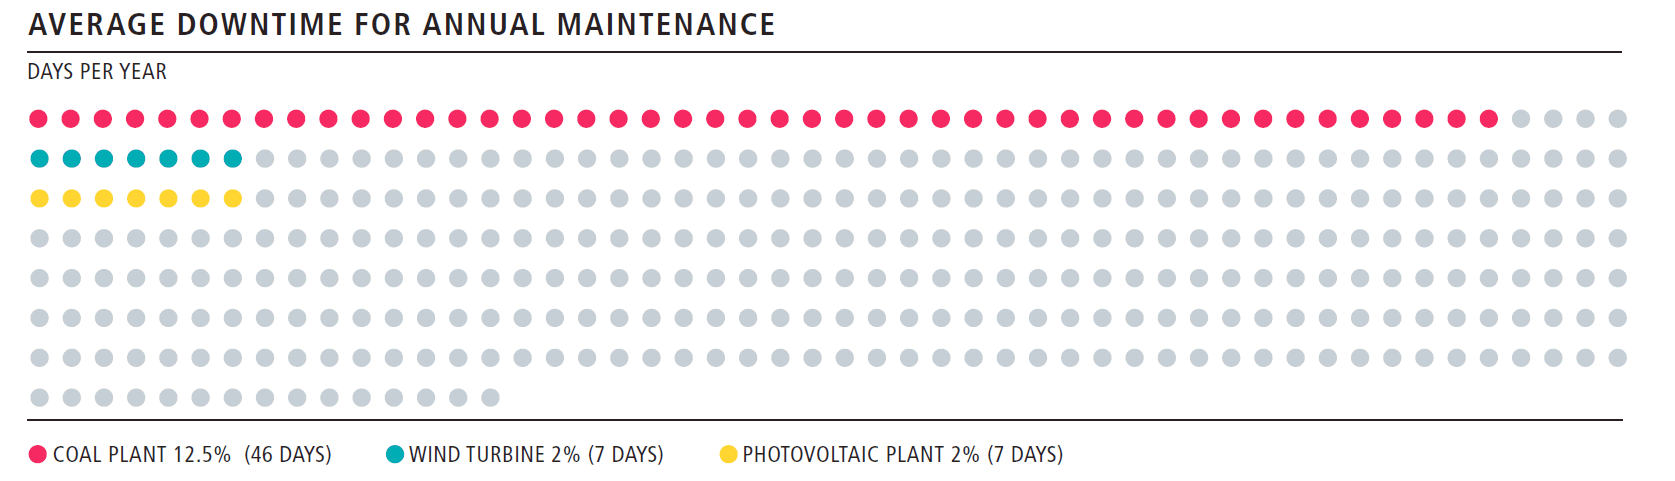 AVERAGE DOWNTIME FOR ANNUAL MAINTENANCE
DAYS PER YEAR
COAL PLANT 12.5% (46 DAYS) WIND TURBINE 2% (7 DAYS) PHOTOVOLTAIC PLANT 2% (7 DAYS)